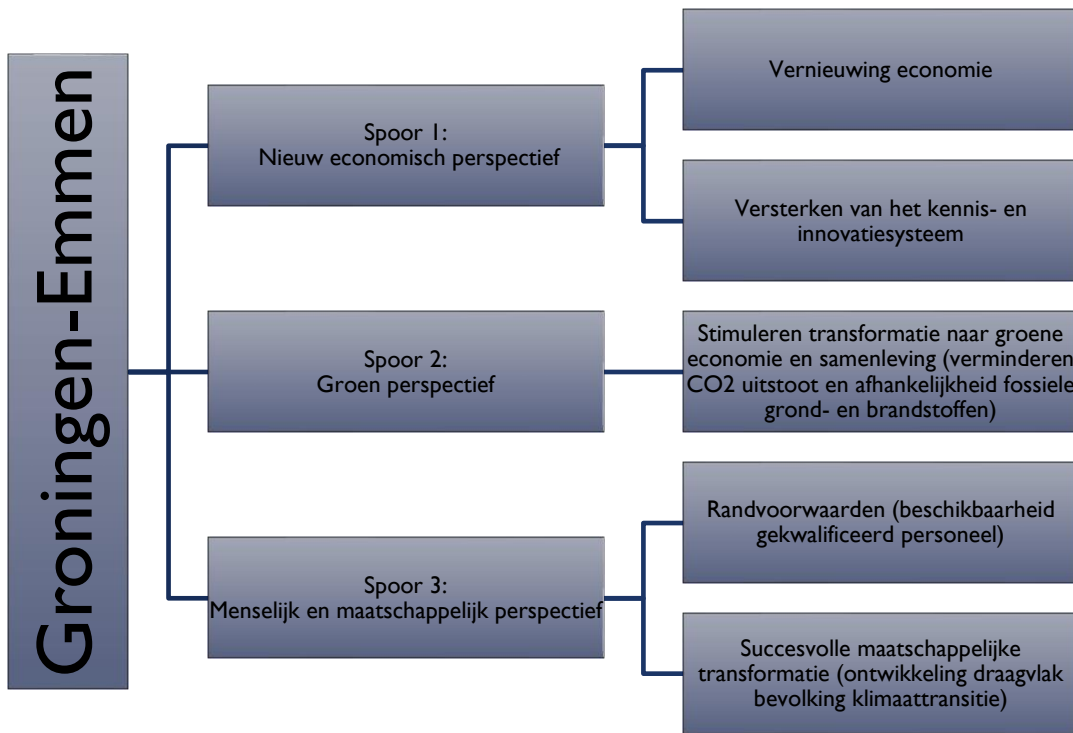 Groningen-Emmen
Spoor 1:
Nieuw economisch perspectief
Vernieuwing economie
Versterken van het kennis- en
innovatiesysteem
Spoor 2:
Groen perspectief
Stimuleren transformatie naar groene
economie en samenleving (verminderen
CO2 uitstoot en afhankelijkheid fossiele
grond- en brandstoffen)
Spoor 3:
Menselijk en maatschappelijk perspectief
Randvoorwaarden (beschikbaarheid
gekwalificeerd personeel)
Succesvolle maatschappelijke
transformatie (ontwikkeling draagvlak
bevolking klimaattransitie)